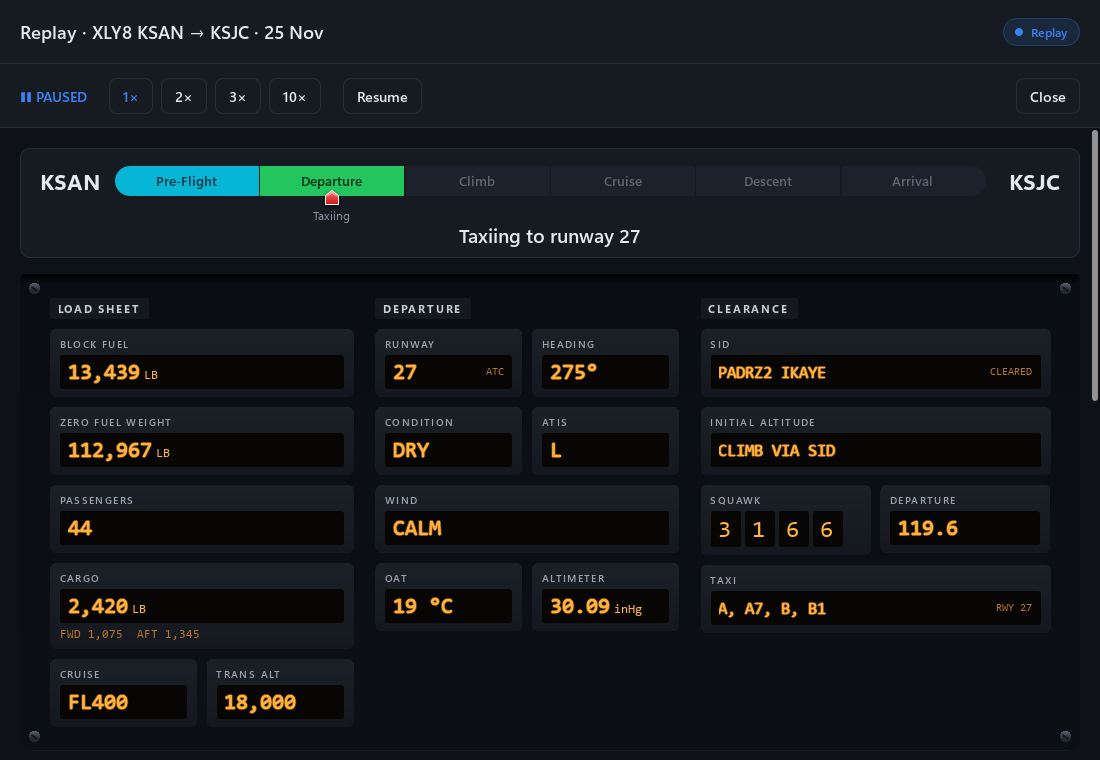 Replay · XLY8 KSAN → KSJC · 25 Nov
Replay
PAUSED
1×
2×
3×
10×
Resume
Close
KSAN
Pre-Flight
Departure
Climb
Cruise
Descent
Arrival
KSJC
Taxiing
Taxiing to runway 27
LOAD SHEET
BLOCK FUEL
13,439 LB
ZERO FUEL WEIGHT
112,967 LB
PASSENGERS
44
CARGO
2,420 LB
FWD 1,075 AFT 1,345
CRUISE
FL400
TRANS ALT
18,000
DEPARTURE
RUNWAY
27 ATC
HEADING
275°
CONDITION
DRY
ATIS
L
WIND
CALM
OAT
19 °C
ALTIMETER
30.09 inHg
CLEARANCE
SID
PADRZ2 IKAYE CLEARED
INITIAL ALTITUDE
CLIMB VIA SID
SQUAWK
3 1 6 6
DEPARTURE
119.6
TAXI
A, A7, B, B1 RWY 27